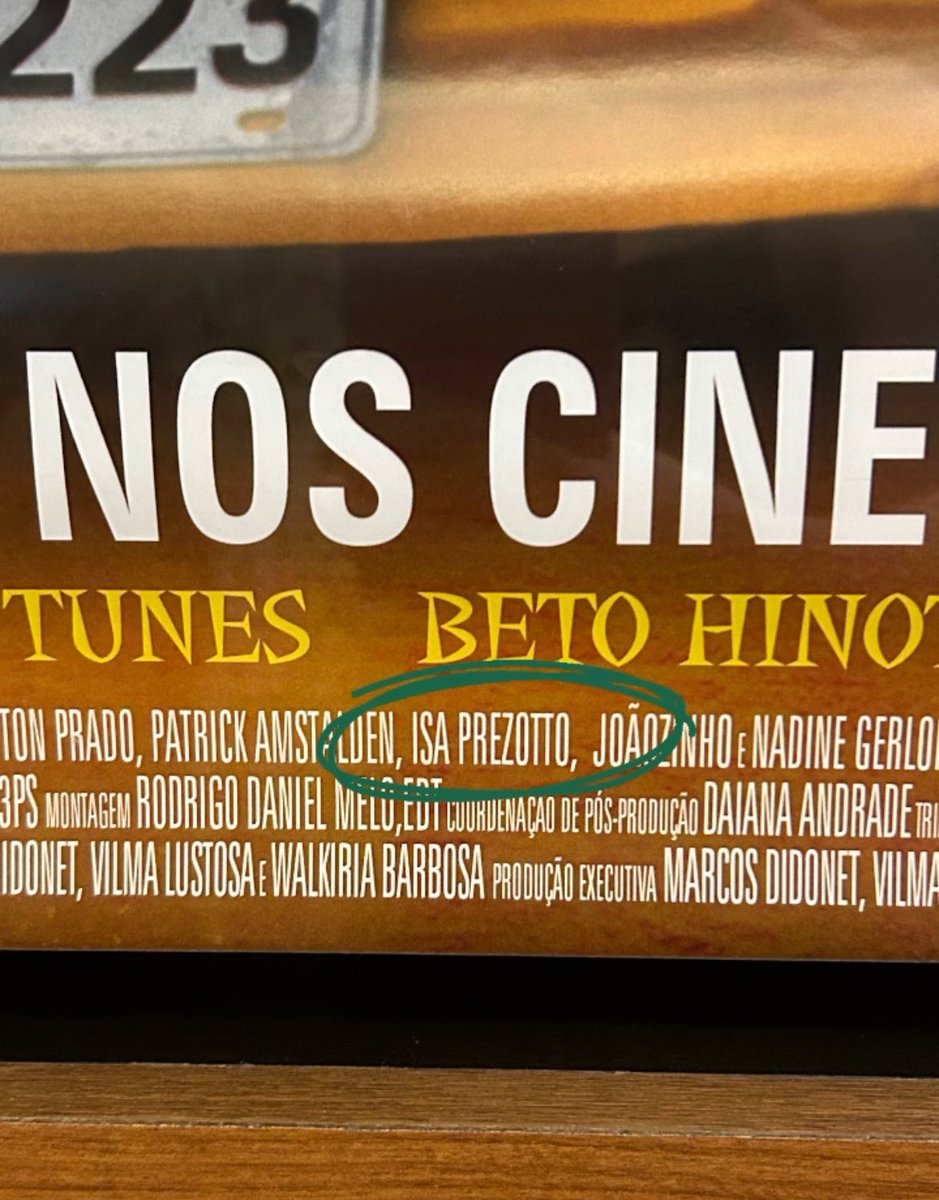 223
NOS CINE
TUNES BETO HINOT
TON PRADO, PATRICK AMSTALDEN, ISA PREZOTTO, JOÃOZINHO E NADINE GERLO
3PS MONTAGEM RODRIGO DANIEL MELO,EDT COORDENAÇÃO DE PÓS-PRODUÇÃO DAIANA ANDRADE TRI
IDONET, VILMA LUSTOSA E WALKIRIA BARBOSA PRODUÇÃO EXECUTIVA MARCOS DIDONET, VILMA